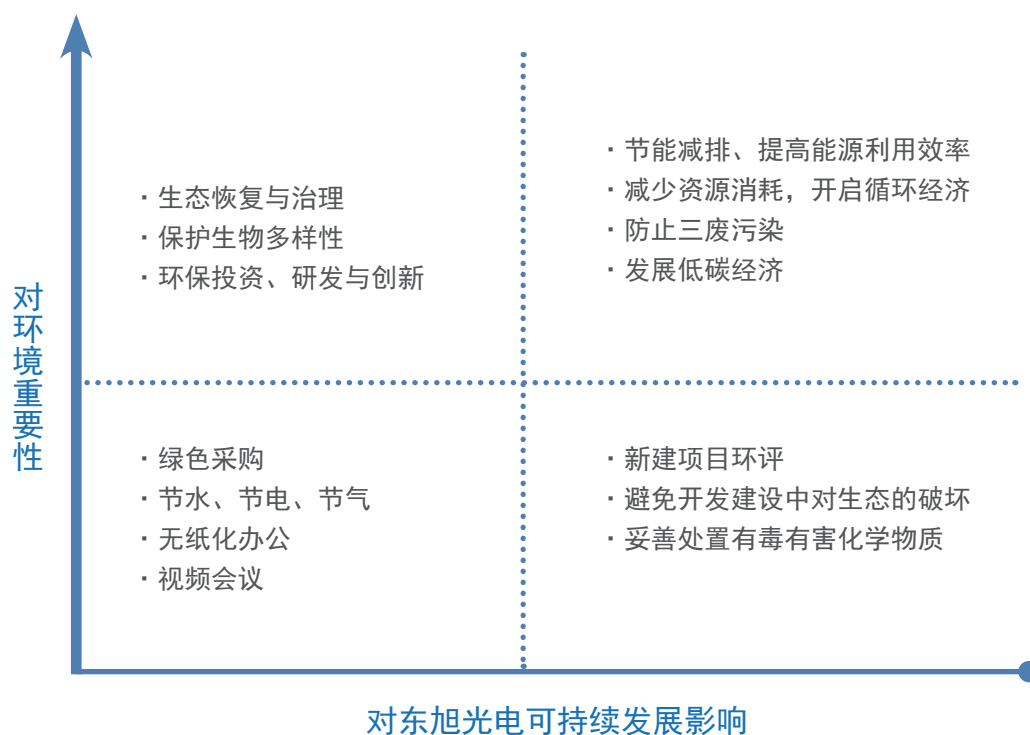 对环境重要性
·生态恢复与治理
·保护生物多样性
·环保投资、研发与创新
·节能减排、提高能源利用效率
·减少资源消耗，开启循环经济
·防止三废污染
·发展低碳经济
·绿色采购
·节水、节电、节气
·无纸化办公
·视频会议
·新建项目环评
·避免开发建设中对生态的破坏
·妥善处置有毒有害化学物质
对东旭光电可持续发展影响